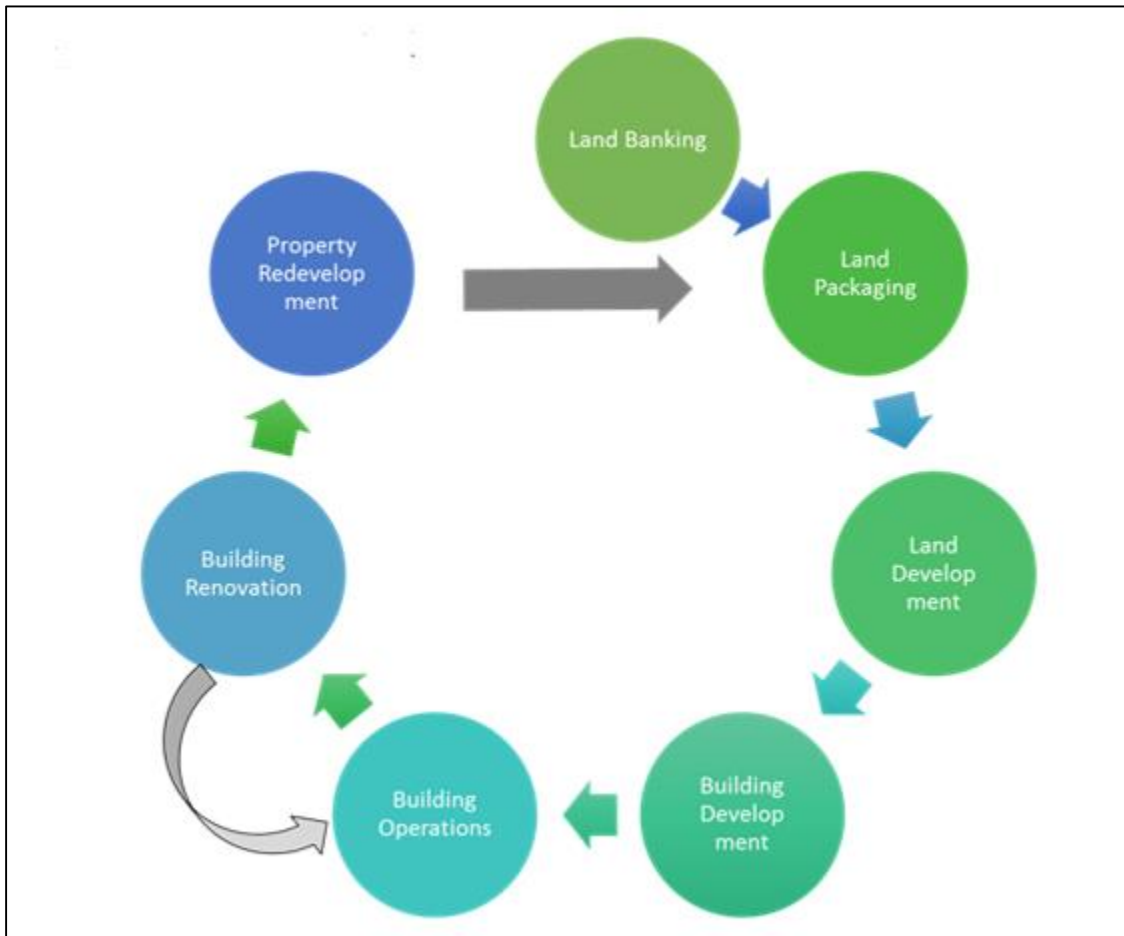 Land Banking
Land
Packaging
Land
Develop
ment
Building
Develop
ment
Building
Operations
Building
Renovation
Property
Redevelop
ment